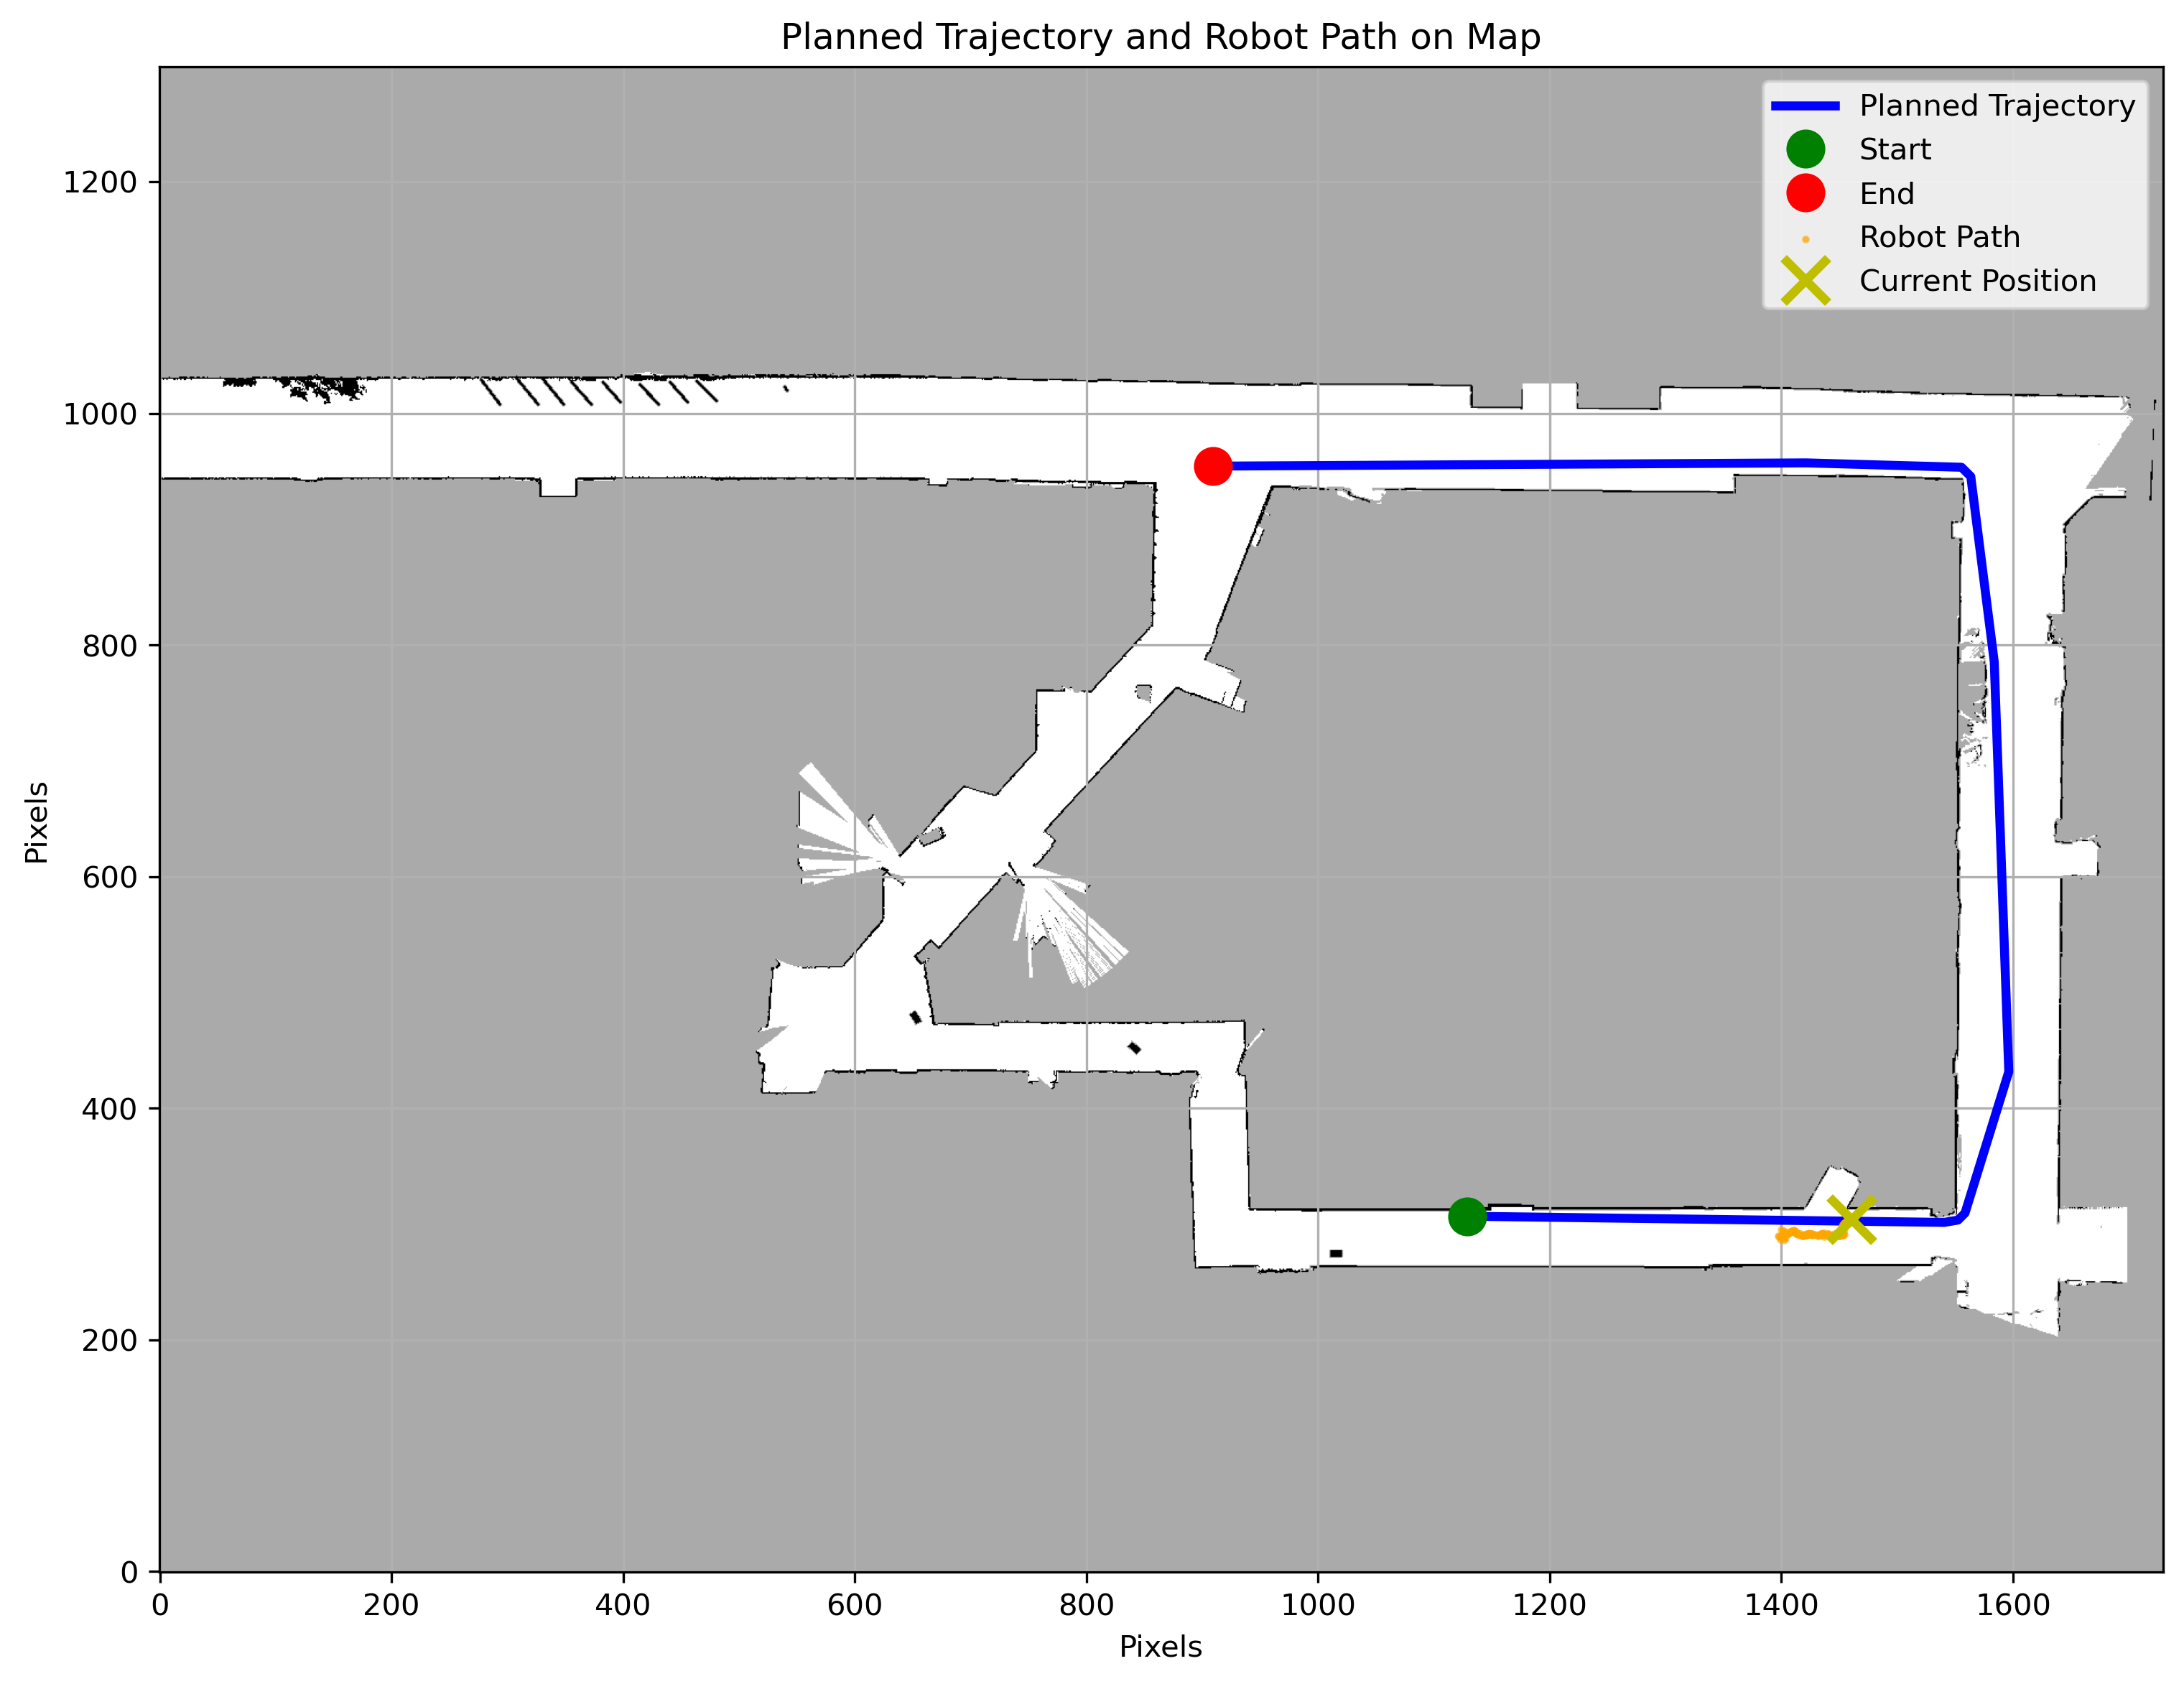 Planned Trajectory and Robot Path on Map
Planned Trajectory
Start
End
Robot Path
Current Position
1200
1000
800
600
400
200
0
Pixels
0 200 400 600 800 1000 1200 1400 1600
Pixels